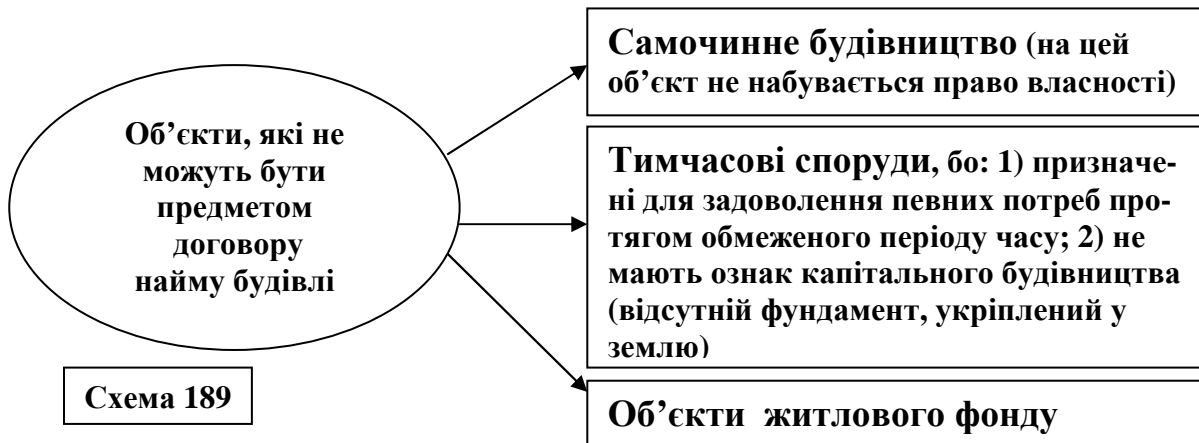 Об’єкти, які не
можуть бути
предметом
договору
найму будівлі
Схема 189
Самочинне будівництво (на цей
об’єкт не набувається право власності)
Тимчасові споруди, бо: 1) призначе-
ні для задоволення певних потреб про-
тягом обмеженого періоду часу; 2) не
мають ознак капітального будівництва
(відсутній фундамент, укріплений у
землю)
Об’єкти житлового фонду